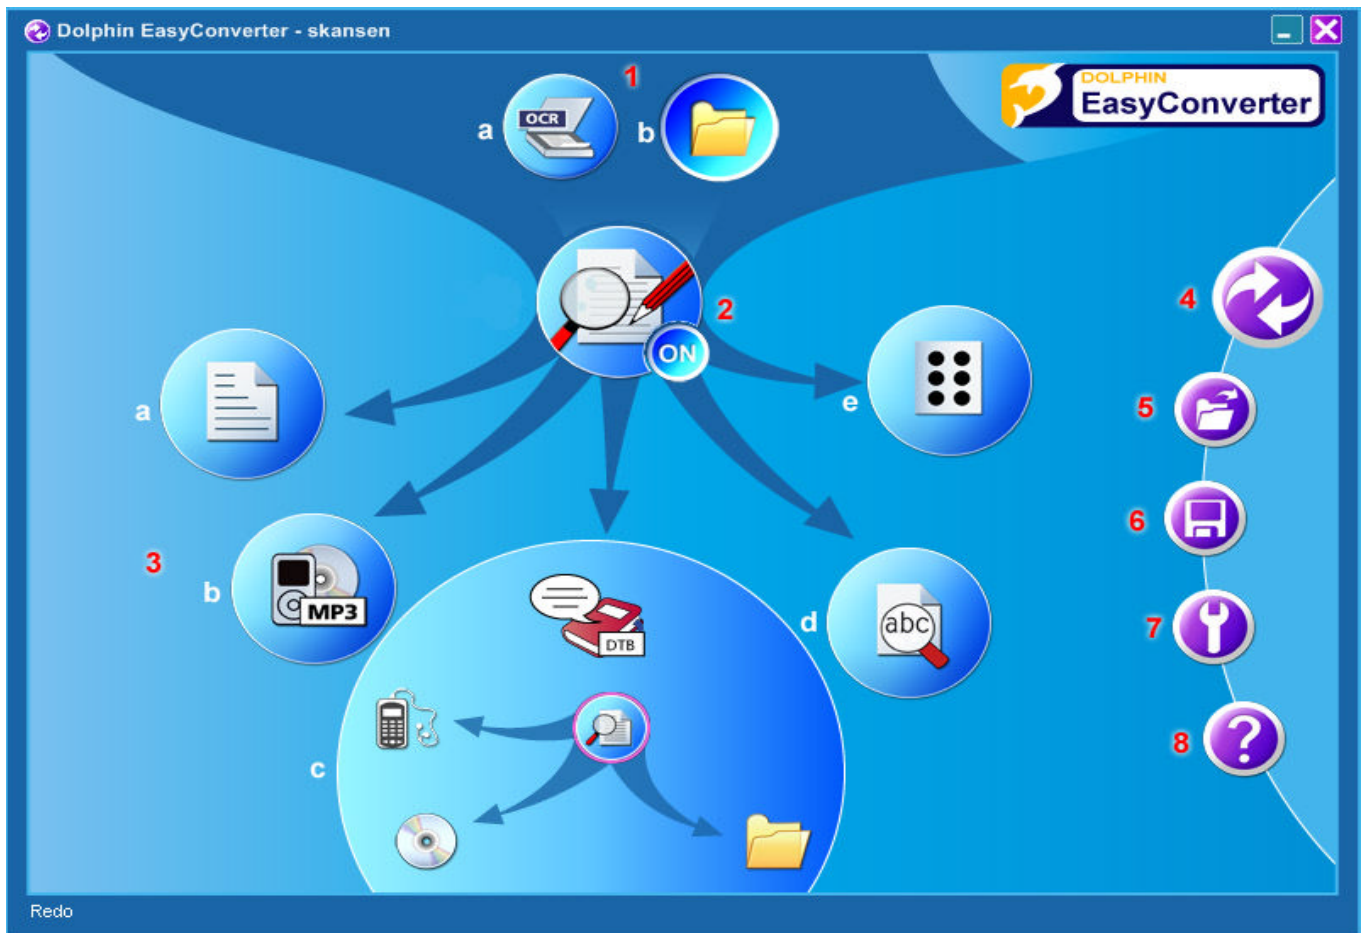 Dolphin EasyConverter - skansen
1
DOLPHIN
EasyConverter
a
OCR
b
2
ON
4
a
e
5
3
b
MP3
d
abc
6
DTB
7
c
8
Redo